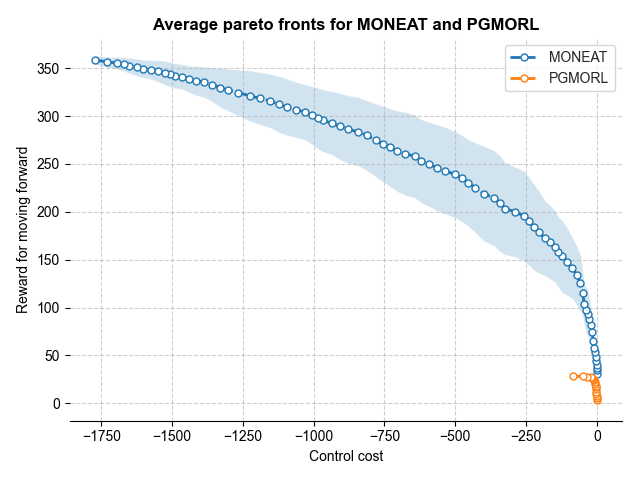 Average pareto fronts for MONEAT and PGMORL
MONEAT
PGMORL
Reward for moving forward
350
300
250
200
150
100
50
0
−1750 −1500 −1250 −1000 −750 −500 −250 0
Control cost